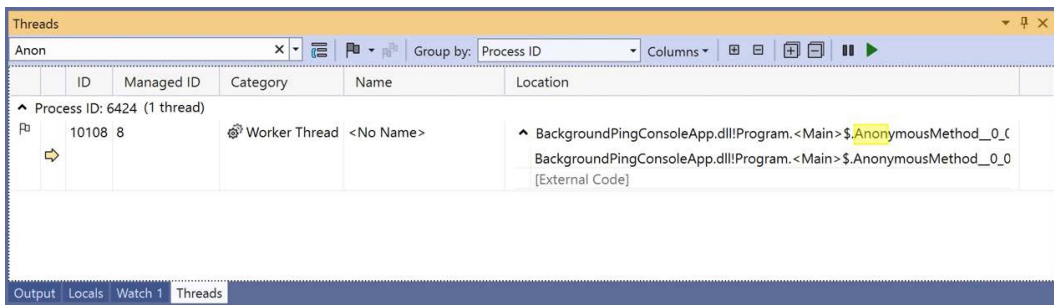 Threads
Anon Group by: Process ID Columns
ID Managed ID Category Name Location
Process ID: 6424 (1 thread)
10108 8 Worker Thread <No Name> BackgroundPingConsoleApp.dll!Program.<Main>$.AnonymousMethod__0_(
BackgroundPingConsoleApp.dll!Program.<Main>$.AnonymousMethod__0_0
[External Code]
Output Locals Watch 1 Threads